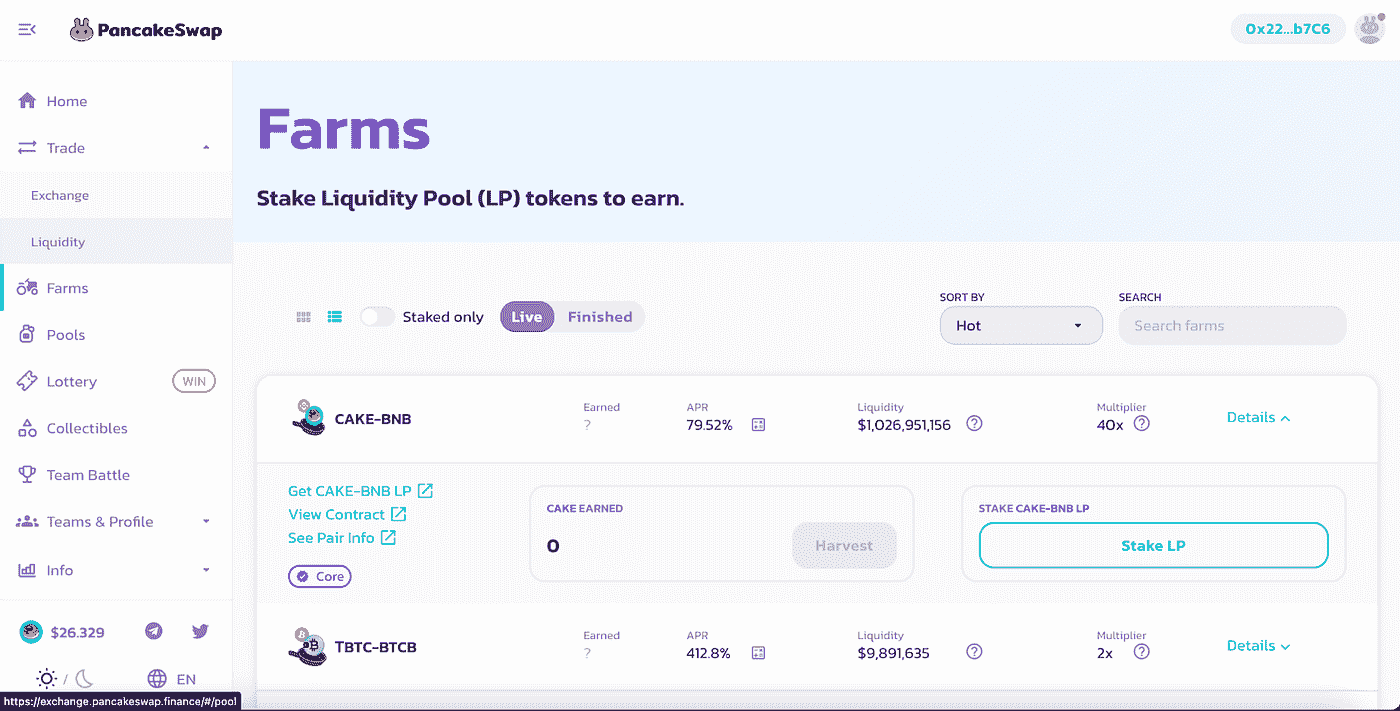 PancakeSwap
0x22...b7C6
Home
Trade
Exchange
Liquidity
Farms
Pools
Lottery
WIN
Collectibles
Team Battle
Teams & Profile
Info
$26.329
/
EN
https://exchange.pancakeswap.finance/#/pool
Farms
Stake Liquidity Pool (LP) tokens to earn.
Staked only
Live
Finished
SORT BY
Hot
SEARCH
Search farms
CAKE-BNB
Earned
?
APR
79.52%
Liquidity
$1,026,951,156
?
Multiplier
40x
?
Details
Get CAKE-BNB LP
View Contract
See Pair Info
Core
CAKE EARNED
0
Harvest
STAKE CAKE-BNB LP
Stake LP
TBTC-BTCB
Earned
?
APR
412.8%
Liquidity
$9,891,635
?
Multiplier
2x
?
Details